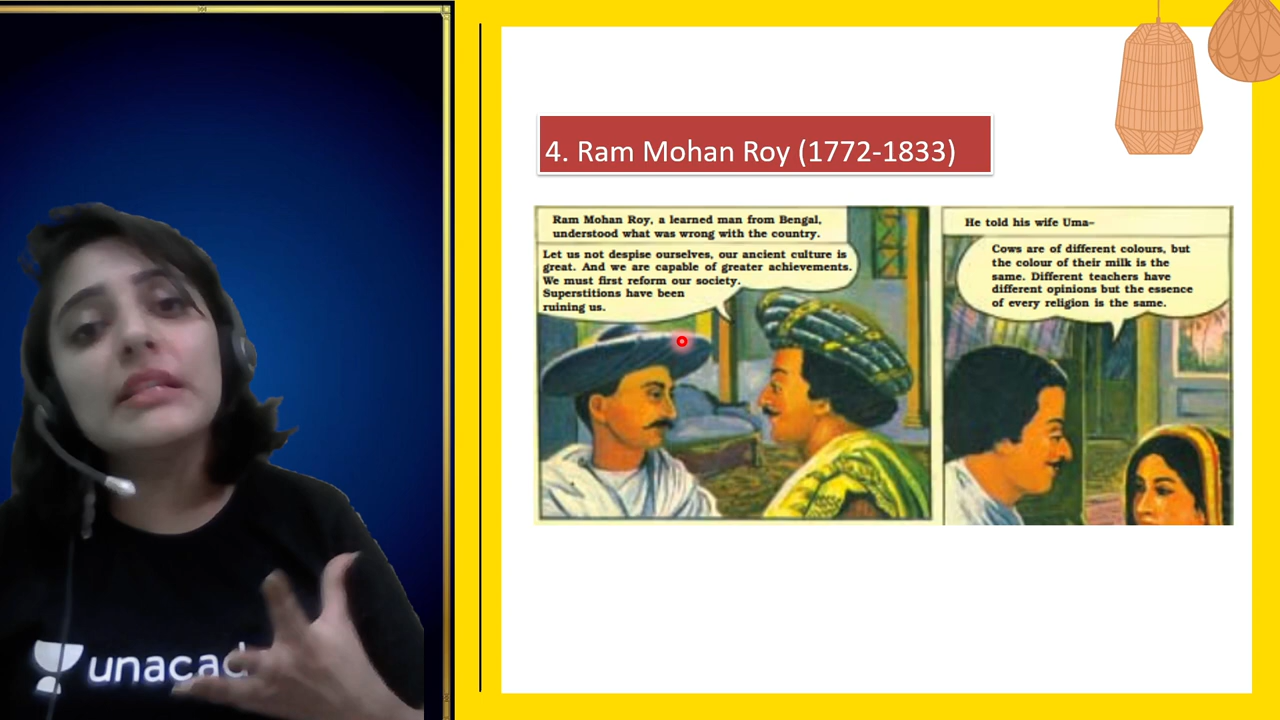 4. Ram Mohan Roy (1772-1833)
Ram Mohan Roy, a learned man from Bengal,
understood what was wrong with the country.
Let us not despise ourselves, our ancient culture is
great. And we are capable of greater achievements.
We must first reform our society.
Superstitions have been
ruining us.
He told his wife Uma–
Cows are of different colours, but
the colour of their milk is the
same. Different teachers have
different opinions but the essence
of every religion is the same.
unacad